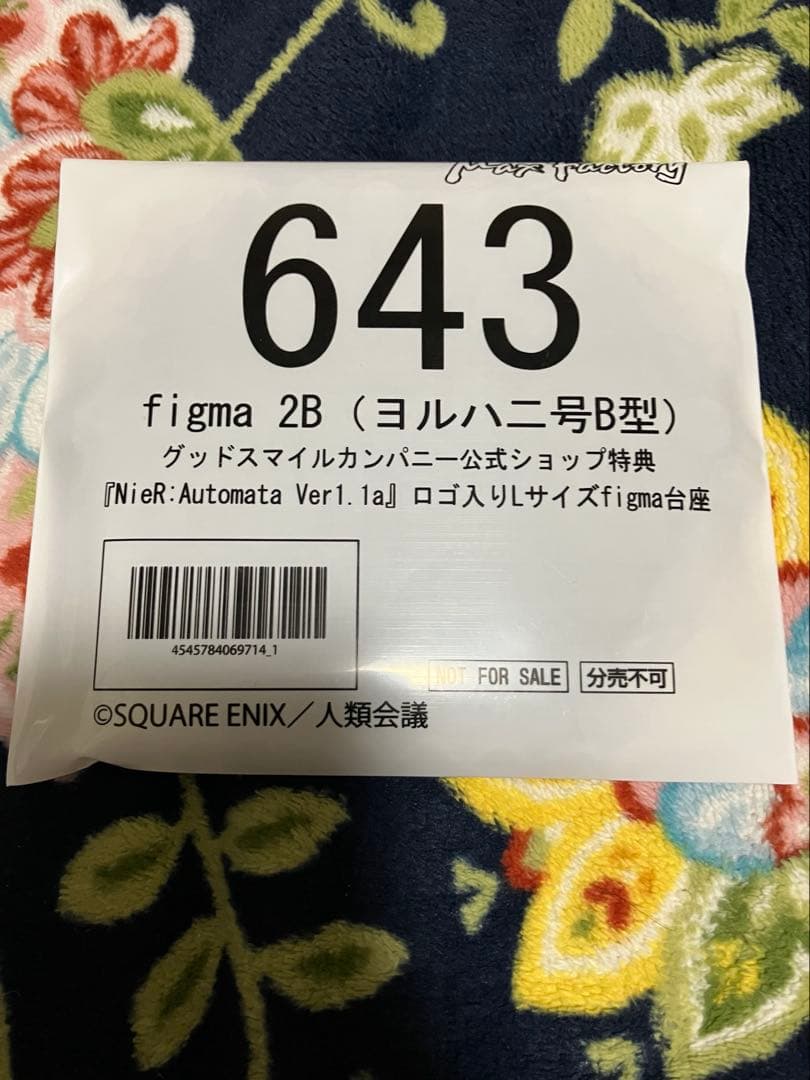 Max Factory
643
figma 2B（ヨルハ二号B型）
グッドスマイルカンパニー公式ショップ特典
『NieR:Automata Ver1.1a』ロゴ入りLサイズfigma台座
4545784069714_1
NOT FOR SALE 分売不可
©SQUARE ENIX／人類会議